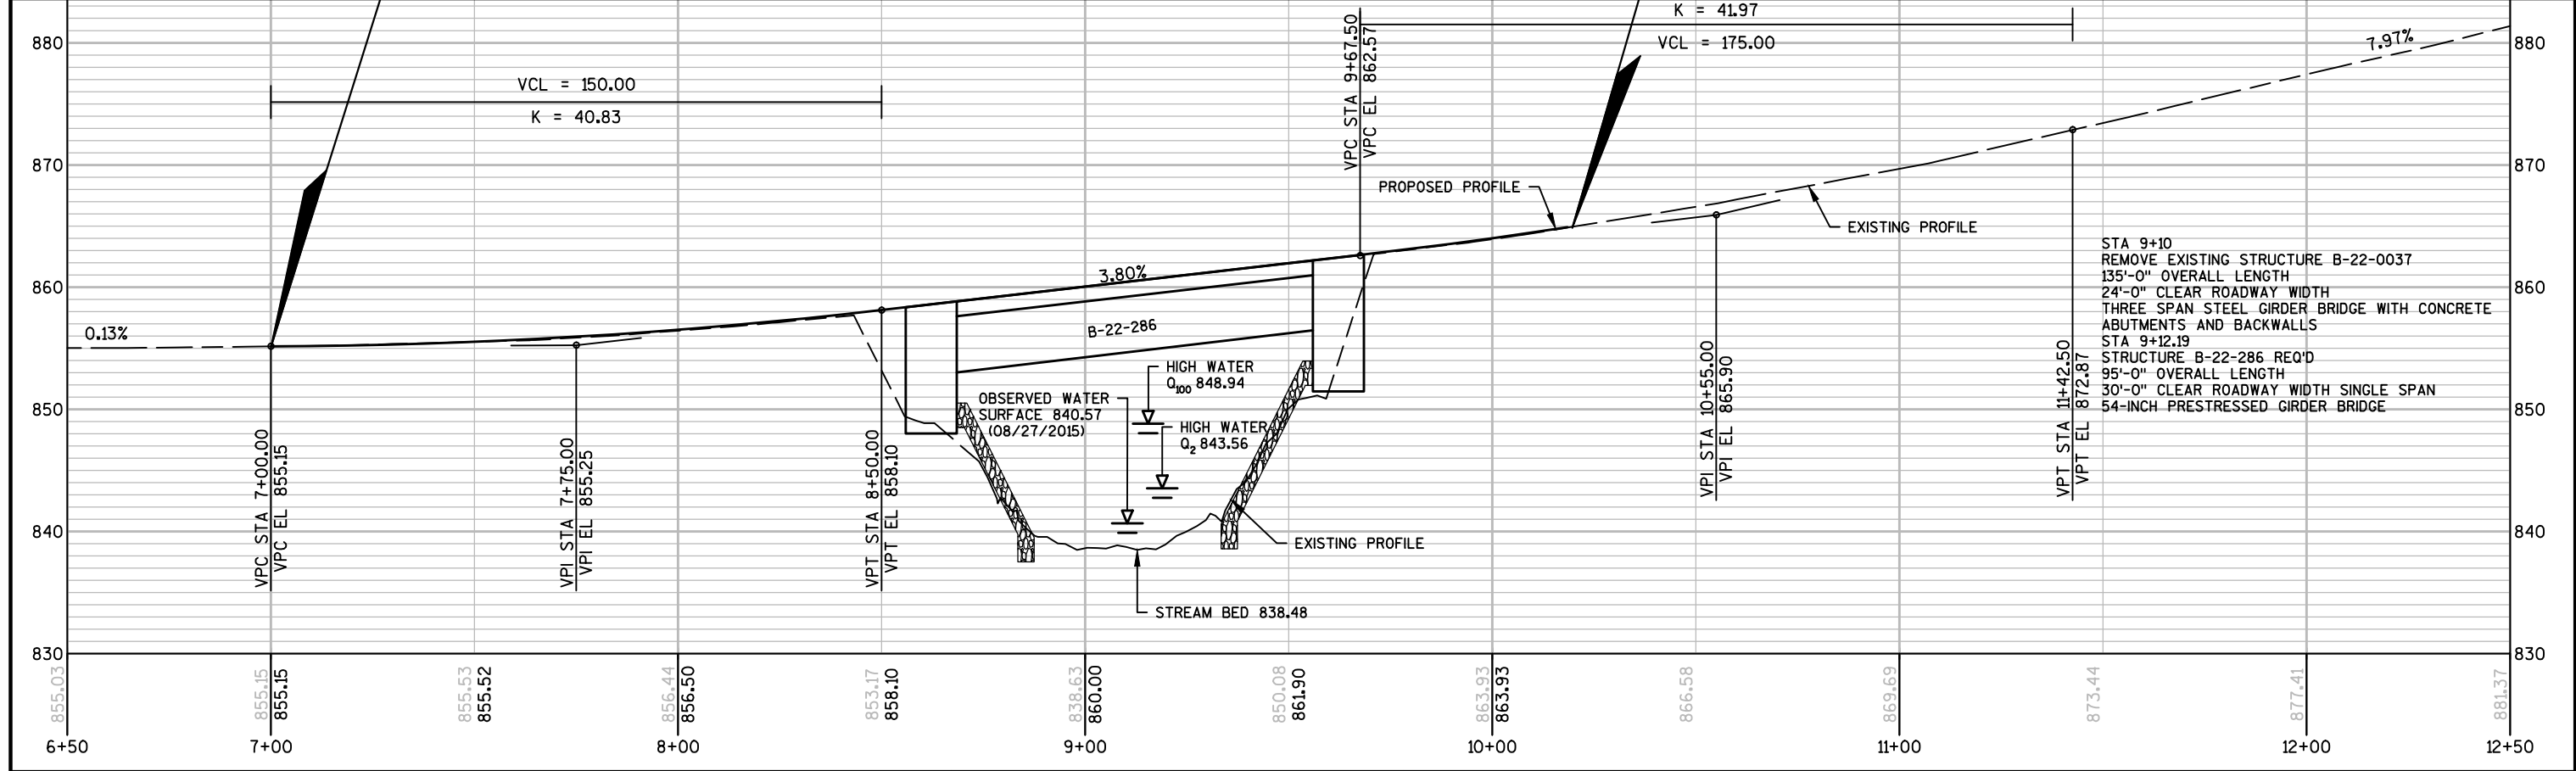 K = 41.97
VCL = 175.00
VCL = 150.00
K = 40.83
880
870
860
850
840
830
880
870
860
850
840
830
7.97%
VPC STA 9+67.50
VPC EL 862.57
PROPOSED PROFILE
EXISTING PROFILE
STA 9+10
REMOVE EXISTING STRUCTURE B-22-0037
135'-0" OVERALL LENGTH
24'-0" CLEAR ROADWAY WIDTH
THREE SPAN STEEL GIRDER BRIDGE WITH CONCRETE
ABUTMENTS AND BACKWALLS
STA 9+12.19
STRUCTURE B-22-286 REQ'D
95'-0" OVERALL LENGTH
30'-0" CLEAR ROADWAY WIDTH SINGLE SPAN
54-INCH PRESTRESSED GIRDER BRIDGE
3.80%
0.13%
B-22-286
HIGH WATER
Q100 848.94
OBSERVED WATER
SURFACE 840.57
(08/27/2015)
HIGH WATER
Q2 843.56
VPC STA 7+00.00
VPC EL 855.15
VPI STA 7+75.00
VPI EL 855.25
VPT STA 8+50.00
VPT EL 858.10
VPI STA 10+55.00
VPI EL 865.90
VPT STA 11+42.50
VPT EL 872.87
EXISTING PROFILE
STREAM BED 838.48
855.03
855.15
855.15
855.53
855.52
856.44
856.50
853.17
858.10
838.63
860.00
850.08
861.90
863.93
863.93
866.58
869.69
873.44
877.41
881.37
6+50
7+00
8+00
9+00
10+00
11+00
12+00
12+50